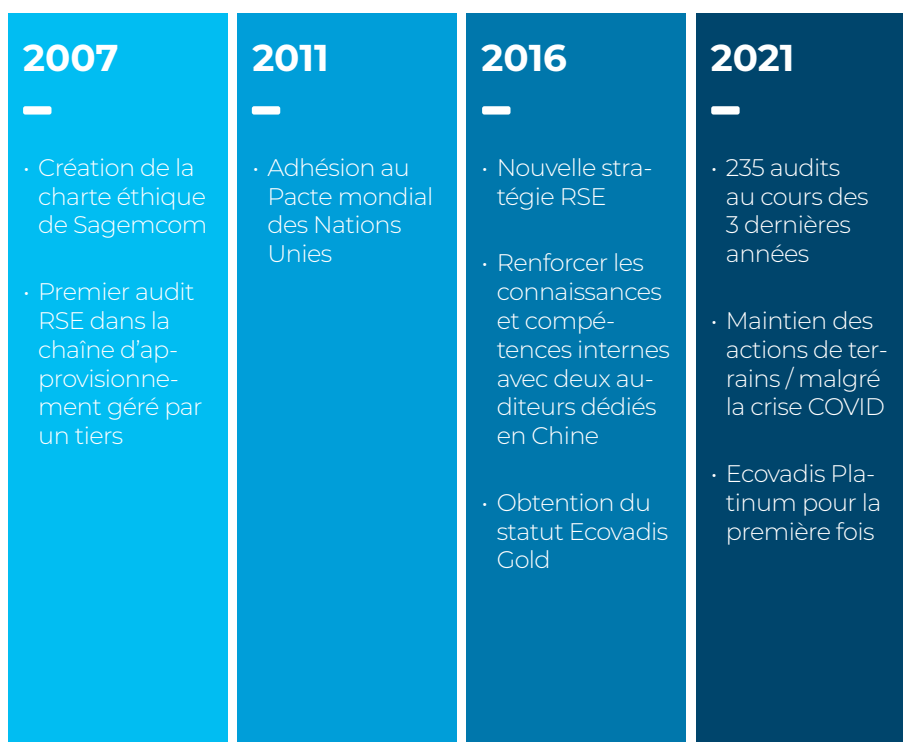 2007
· Création de la
charte éthique
de Sagemcom
· Premier audit
RSE dans la
chaîne d’ap-
provisionne-
ment géré par
un tiers
2011
· Adhésion au
Pacte mondial
des Nations
Unies
2016
· Nouvelle stra-
tégie RSE
· Renforcer les
connaissances
et compé-
tences internes
avec deux au-
diteurs dédiés
en Chine
· Obtention du
statut Ecovadis
Gold
2021
· 235 audits
au cours des
3 dernières
années
· Maintien des
actions de ter-
rains / malgré
la crise COVID
· Ecovadis Pla-
tinum pour la
première fois